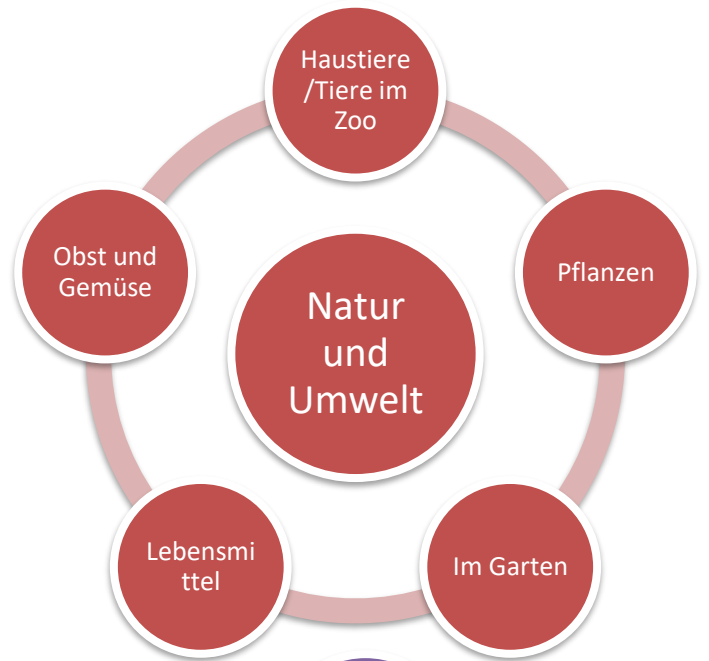 Haustiere
/Tiere im
Zoo
Pflanzen
Im Garten
Lebensmi
ttel
Obst und
Gemüse
Natur
und
Umwelt